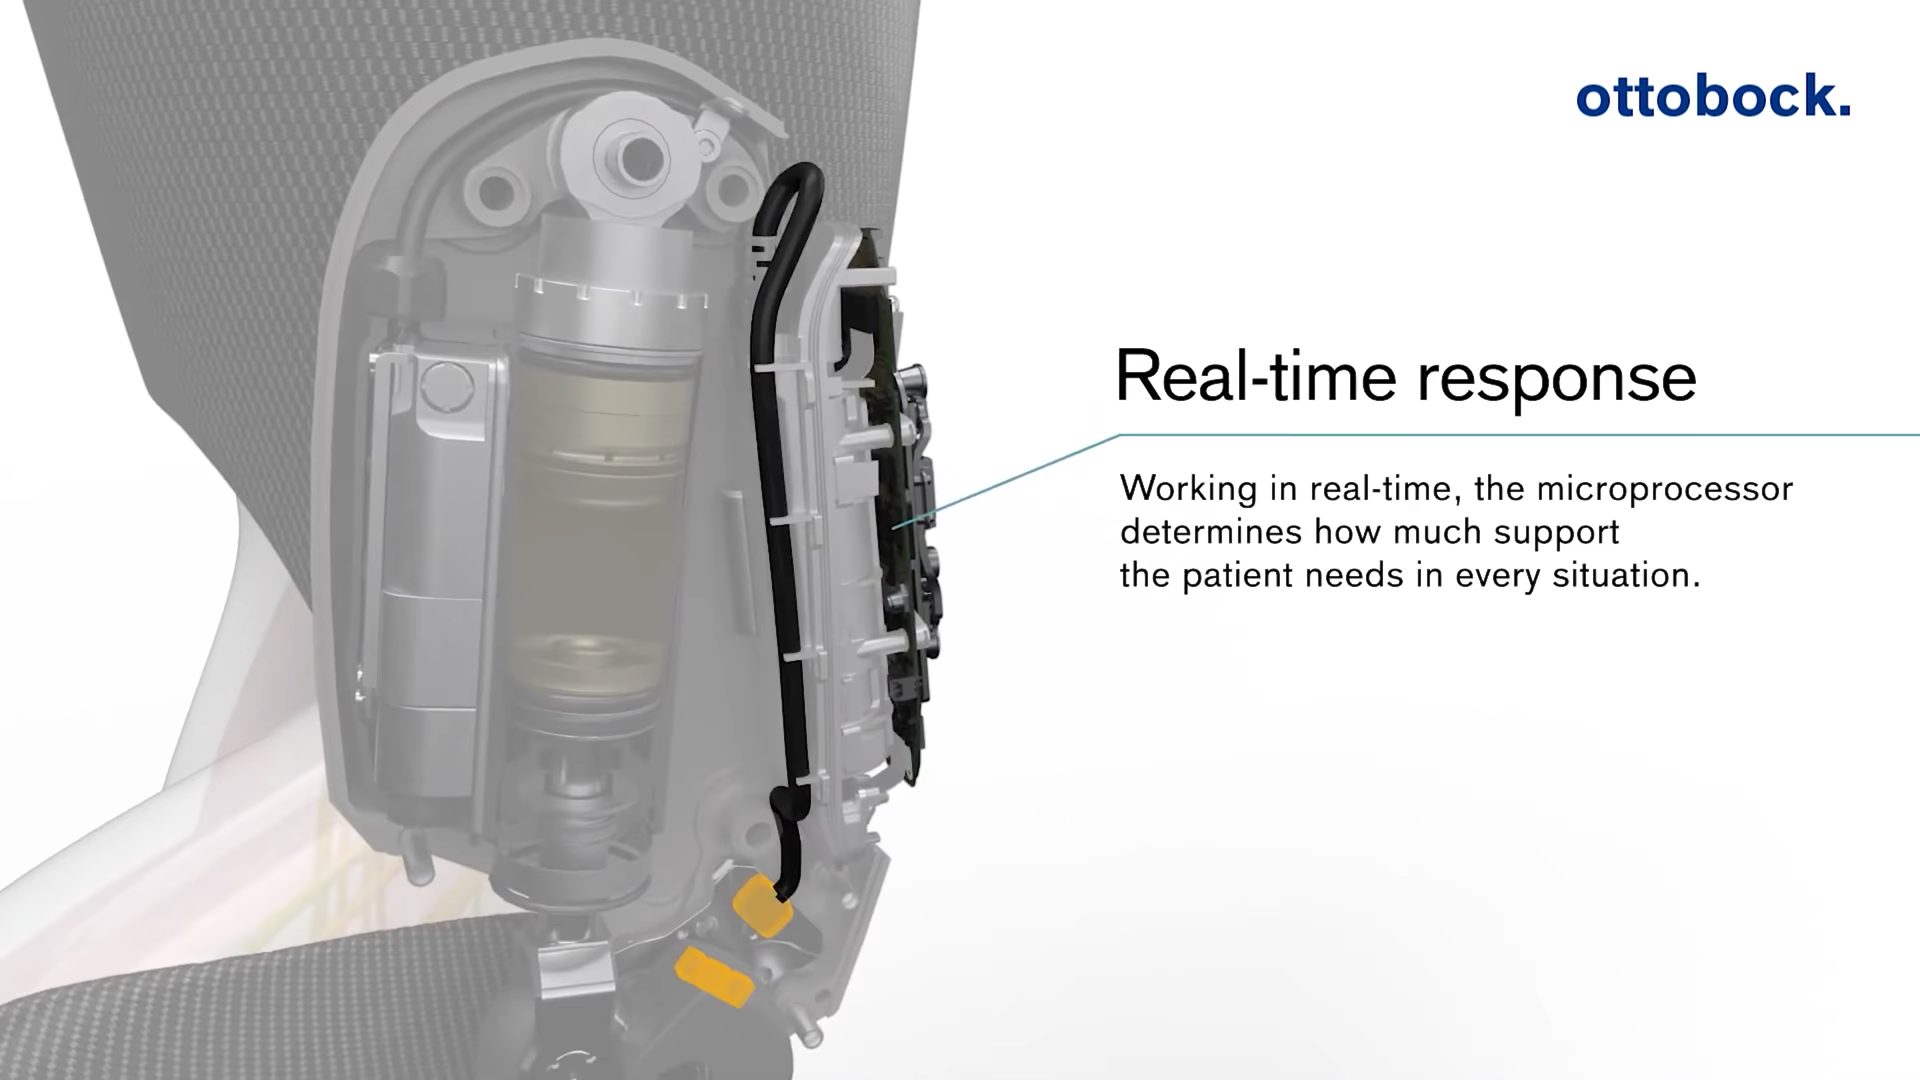 ottobock.
Real-time response
Working in real-time, the microprocessor
determines how much support
the patient needs in every situation.